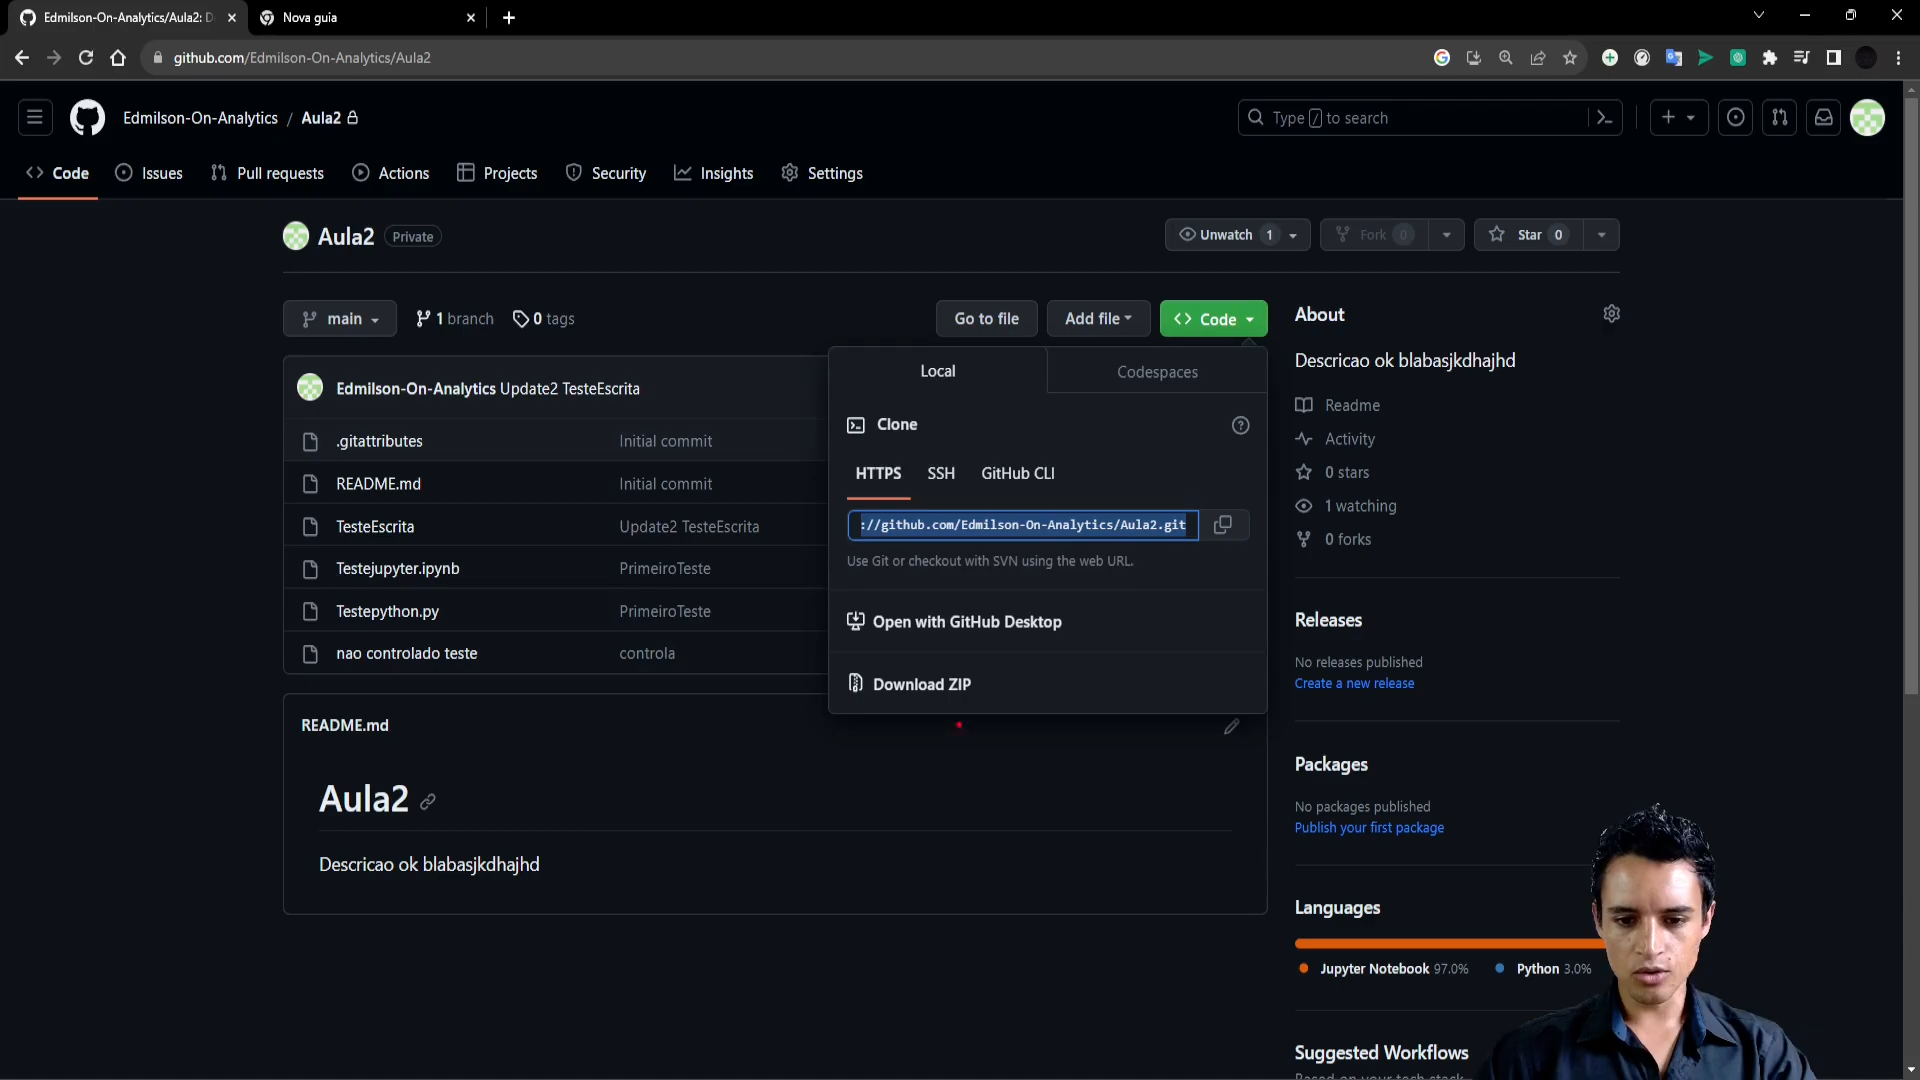 Edmilson-On-Analytics/Aula2: D
Nova guia
github.com/Edmilson-On-Analytics/Aula2
Edmilson-On-Analytics / Aula2
Type / to search
Code
Issues
Pull requests
Actions
Projects
Security
Insights
Settings
Aula2
Private
Unwatch 1
Fork 0
Star 0
main
1 branch
0 tags
Go to file
Add file
Code
Edmilson-On-Analytics Update2 TesteEscrita
.gitattributes Initial commit
README.md Initial commit
TesteEscrita Update2 TesteEscrita
Testejupyter.ipynb PrimeiroTeste
Testepython.py PrimeiroTeste
nao controlado teste controla
Local
Codespaces
Clone
HTTPS
SSH
GitHub CLI
://github.com/Edmilson-On-Analytics/Aula2.git
Use Git or checkout with SVN using the web URL.
Open with GitHub Desktop
Download ZIP
README.md
Aula2
Descricao ok blabasjkdhajhd
About
Descricao ok blabasjkdhajhd
Readme
Activity
0 stars
1 watching
0 forks
Releases
No releases published
Create a new release
Packages
No packages published
Publish your first package
Languages
Jupyter Notebook 97.0%
Python 3.0%
Suggested Workflows
Based on your tech stack